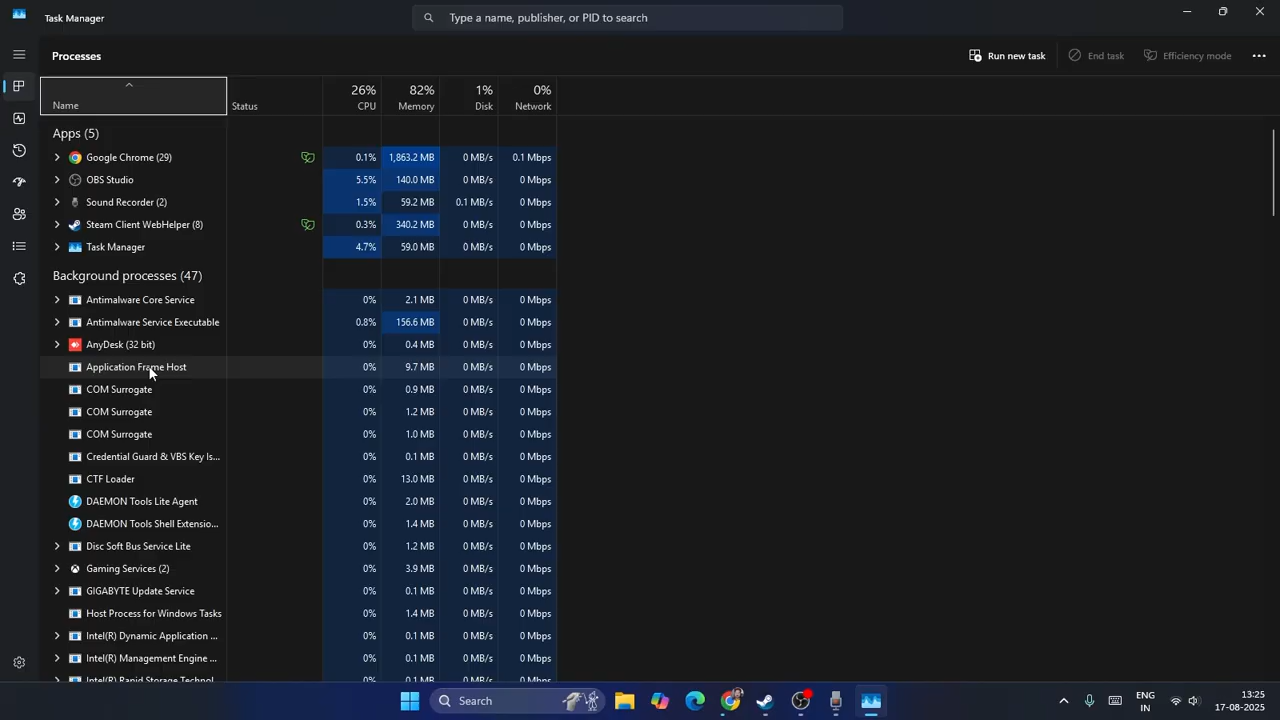 Task Manager
Type a name, publisher, or PID to search
Processes
Run new task
End task
Efficiency mode
Name
Status
26% CPU
82% Memory
1% Disk
0% Network
Apps (5)
Google Chrome (29) 0.1% 1,863.2 MB 0 MB/s 0.1 Mbps
OBS Studio 5.5% 140.0 MB 0 MB/s 0 Mbps
Sound Recorder (2) 1.5% 59.2 MB 0.1 MB/s 0 Mbps
Steam Client WebHelper (8) 0.3% 340.2 MB 0 MB/s 0 Mbps
Task Manager 4.7% 59.0 MB 0 MB/s 0 Mbps
Background processes (47)
Antimalware Core Service 0% 2.1 MB 0 MB/s 0 Mbps
Antimalware Service Executable 0.8% 156.6 MB 0 MB/s 0 Mbps
AnyDesk (32 bit) 0% 0.4 MB 0 MB/s 0 Mbps
Application Frame Host 0% 9.7 MB 0 MB/s 0 Mbps
COM Surrogate 0% 0.9 MB 0 MB/s 0 Mbps
COM Surrogate 0% 1.2 MB 0 MB/s 0 Mbps
COM Surrogate 0% 1.0 MB 0 MB/s 0 Mbps
Credential Guard & VBS Key Is... 0% 0.1 MB 0 MB/s 0 Mbps
CTF Loader 0% 13.0 MB 0 MB/s 0 Mbps
DAEMON Tools Lite Agent 0% 2.0 MB 0 MB/s 0 Mbps
DAEMON Tools Shell Extensio... 0% 1.4 MB 0 MB/s 0 Mbps
Disc Soft Bus Service Lite 0% 1.2 MB 0 MB/s 0 Mbps
Gaming Services (2) 0% 3.9 MB 0 MB/s 0 Mbps
GIGABYTE Update Service 0% 0.1 MB 0 MB/s 0 Mbps
Host Process for Windows Tasks 0% 1.4 MB 0 MB/s 0 Mbps
Intel(R) Dynamic Application ... 0% 0.1 MB 0 MB/s 0 Mbps
Intel(R) Management Engine ... 0% 0.1 MB 0 MB/s 0 Mbps
Intel(R) Rapid Storage Technol... 0% 0.1 MB 0 MB/s 0 Mbps
Search
ENG
IN
13:25
17-08-2025